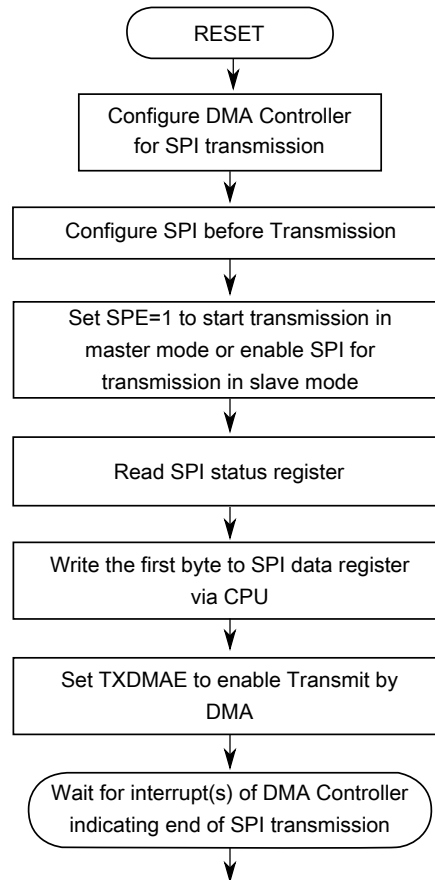 RESET
Configure DMA Controller
for SPI transmission
Configure SPI before Transmission
Set SPE=1 to start transmission in
master mode or enable SPI for
transmission in slave mode
Read SPI status register
Write the first byte to SPI data register
via CPU
Set TXDMAE to enable Transmit by
DMA
Wait for interrupt(s) of DMA Controller
indicating end of SPI transmission